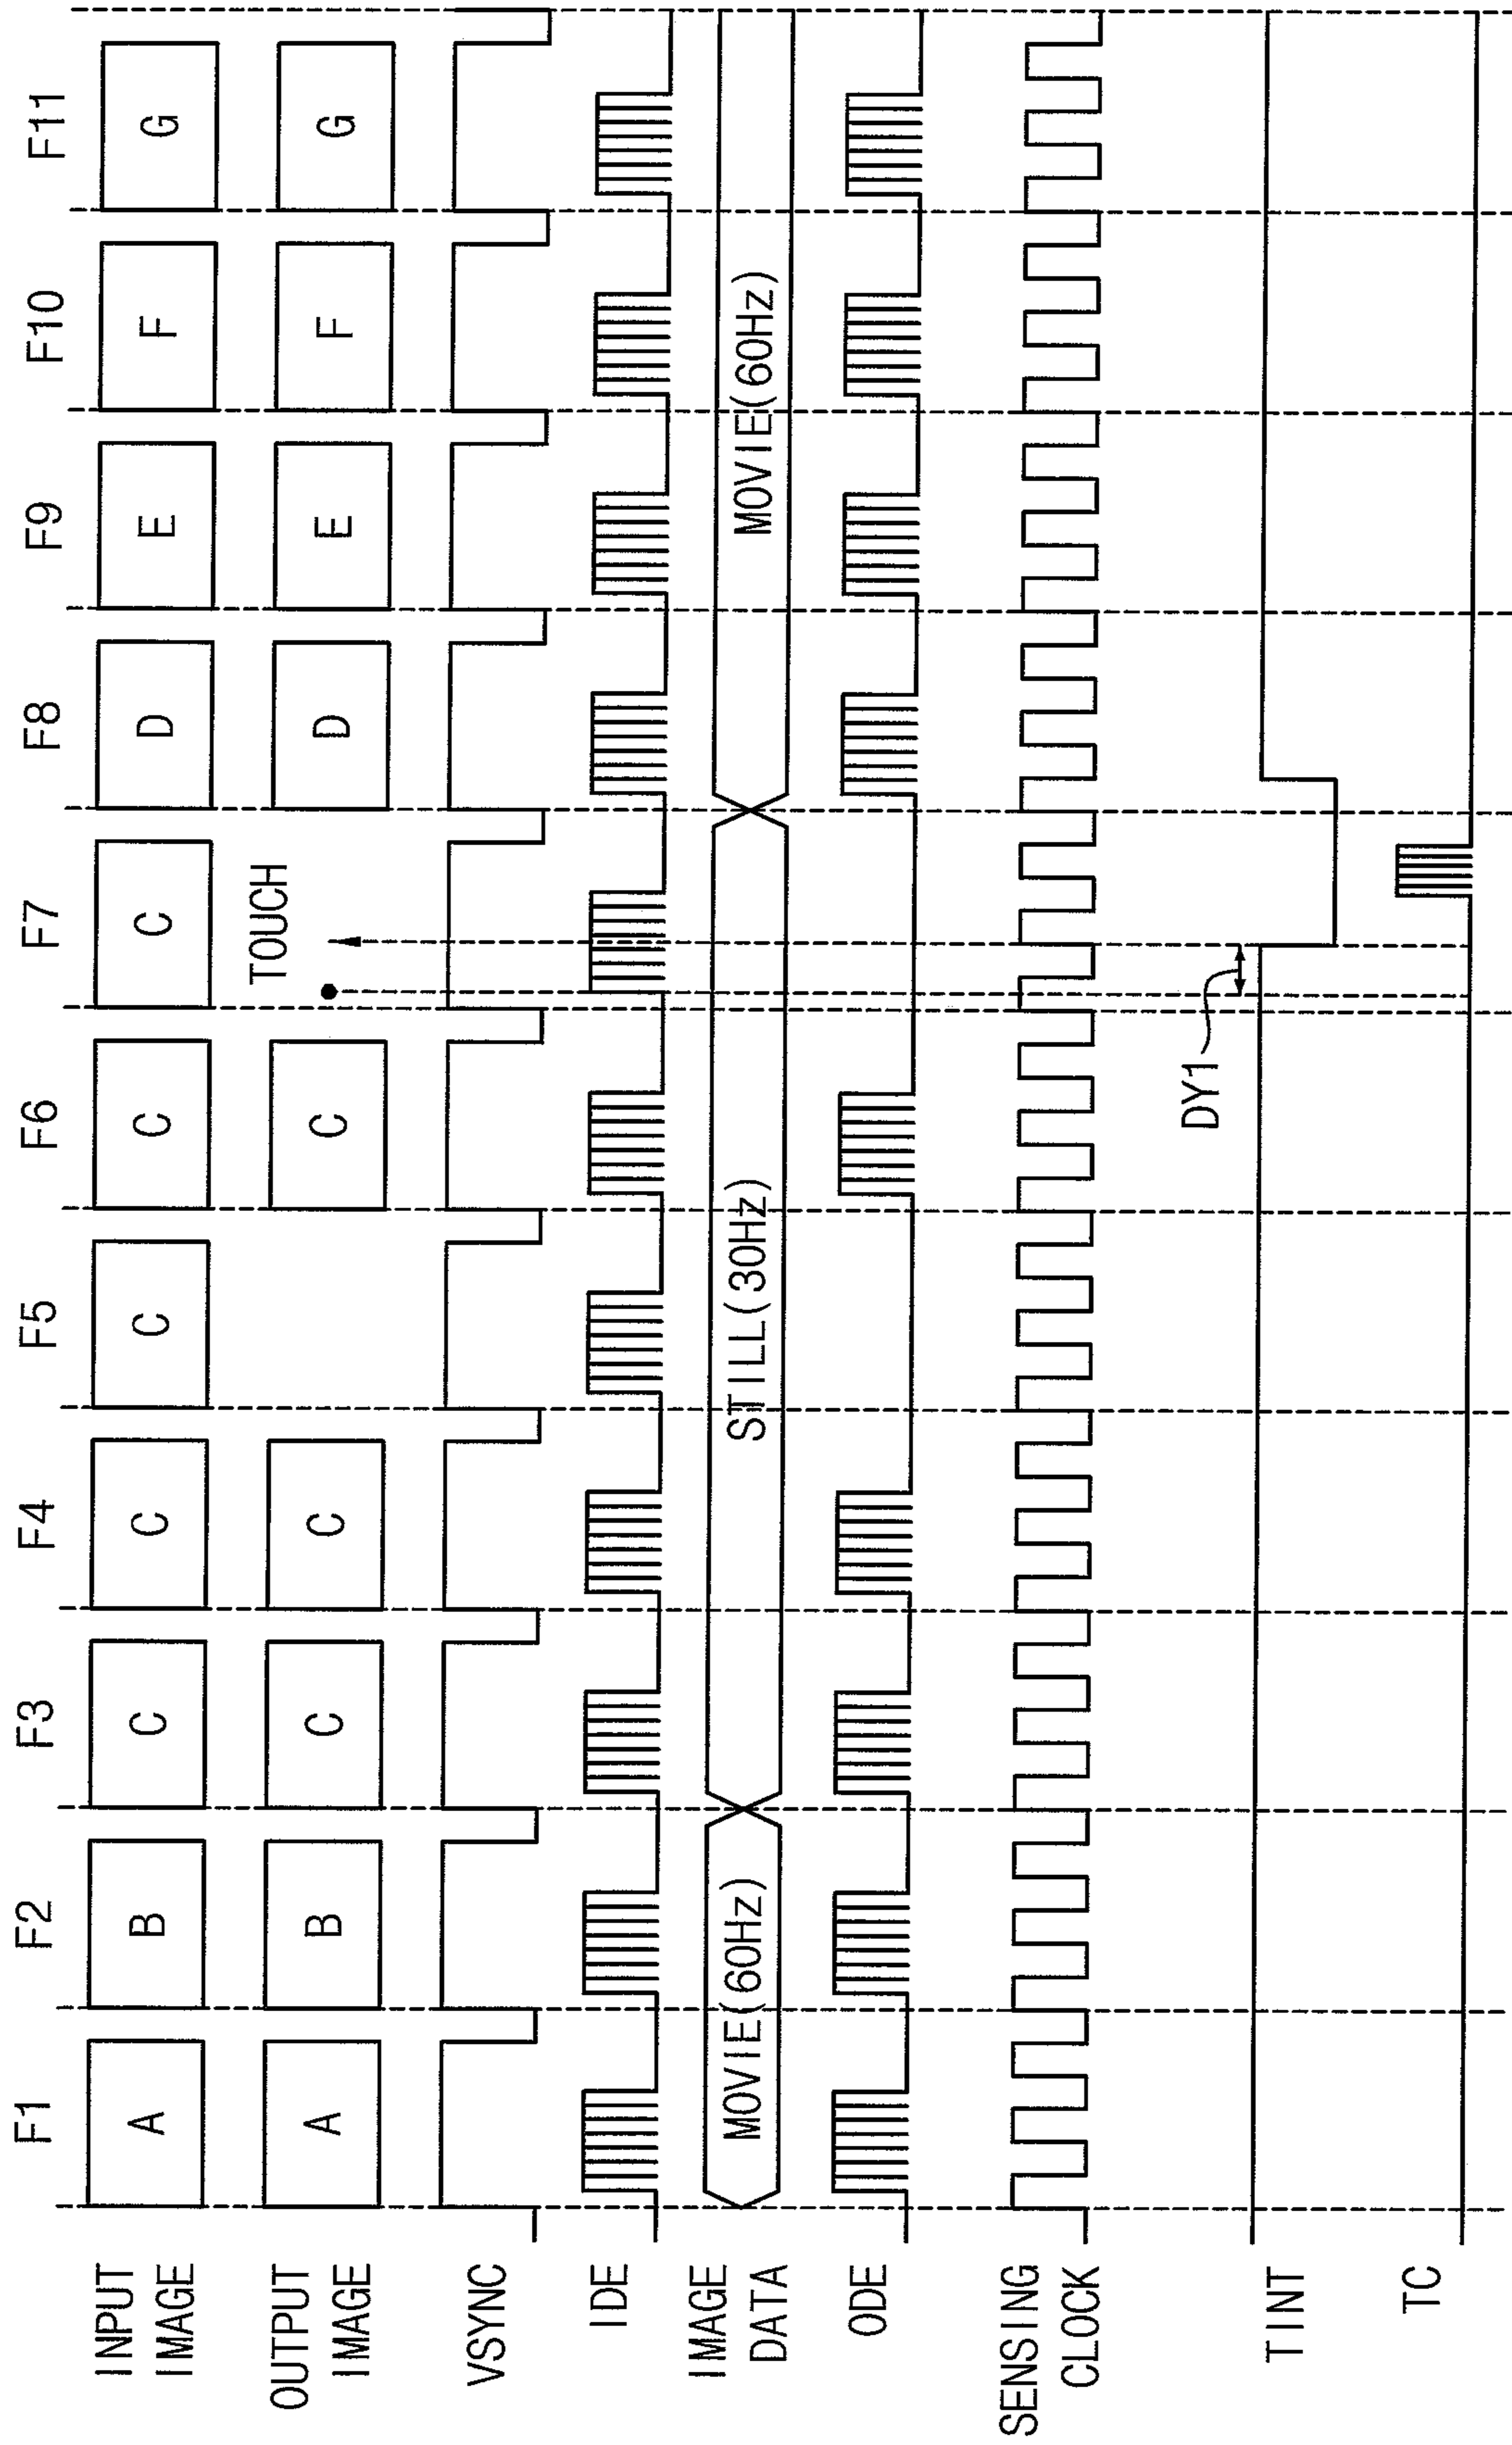 F1 F2 F3 F4 F5 F6 F7 F8 F9 F10 F11
INPUT
IMAGE
A B C C C C C D E F G
OUTPUT
IMAGE
A B C C C TOUCH D E F G
VSYNC
IDE
IMAGE
DATA
MOVIE(60Hz) STILL(30Hz) MOVIE(60Hz)
ODE
SENSING
CLOCK
DY1
TINT
TC